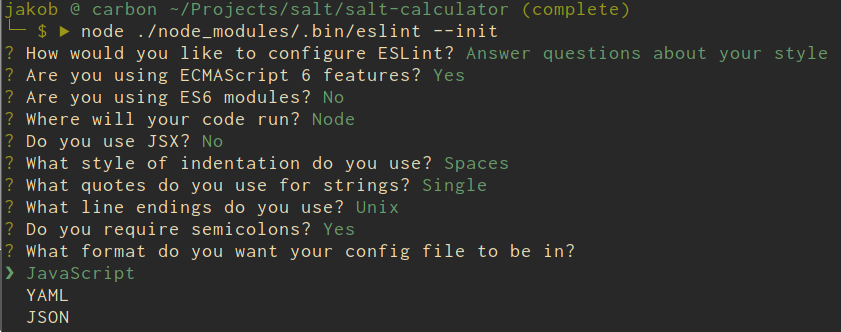 jakob @ carbon ~/Projects/salt/salt-calculator (complete)
└─ $ ▶ node ./node_modules/.bin/eslint --init
? How would you like to configure ESLint? Answer questions about your style
? Are you using ECMAScript 6 features? Yes
? Are you using ES6 modules? No
? Where will your code run? Node
? Do you use JSX? No
? What style of indentation do you use? Spaces
? What quotes do you use for strings? Single
? What line endings do you use? Unix
? Do you require semicolons? Yes
? What format do you want your config file to be in?
❯ JavaScript
YAML
JSON